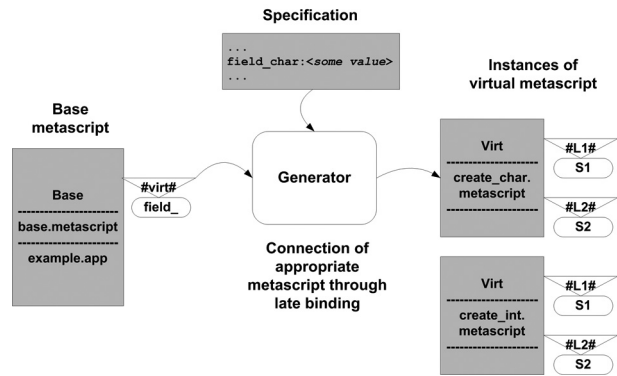 Specification
...
field_char:<some value>
...
Instances of
virtual metascript
Base
metascript
Base
base.metascript
example.app
#virt#
field_
Generator
Connection of
appropriate
metascript through
late binding
Virt
create_char.
metascript
#L1#
S1
#L2#
S2
Virt
create_int.
metascript
#L1#
S1
#L2#
S2